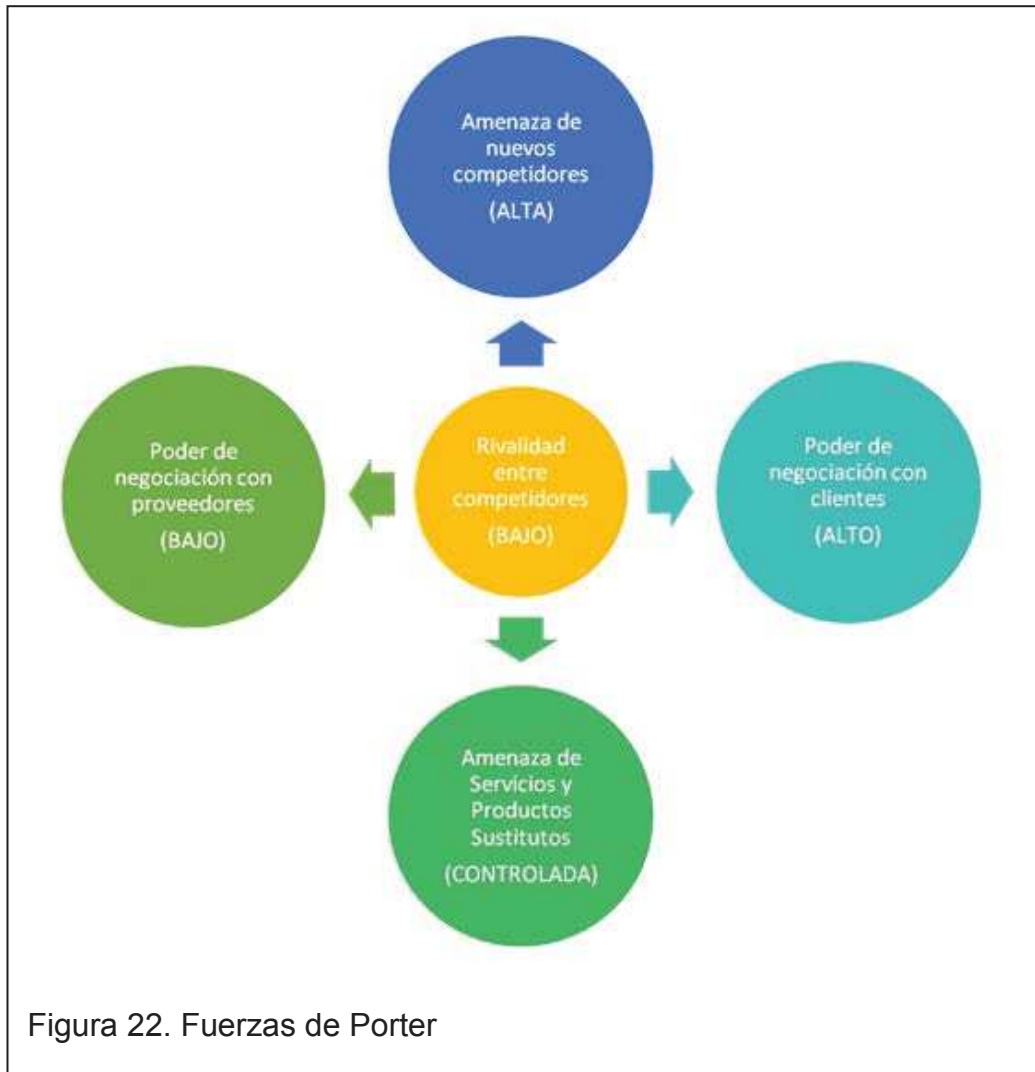 Amenaza de
nuevos
competidores
(ALTA)
Poder de
negociación con
proveedores
(BAJO)
Rivalidad
entre
competidores
(BAJO)
Poder de
negociación con
clientes
(ALTO)
Amenaza de
Servicios y
Productos
Sustitutos
(CONTROLADA)
Figura 22. Fuerzas de Porter